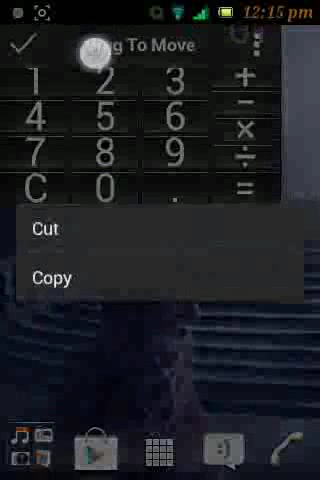 12:15 pm
To Move
1 2 3 +
4 5 6 −
×
7 8 9 ÷
C 0 . =
Cut
Copy